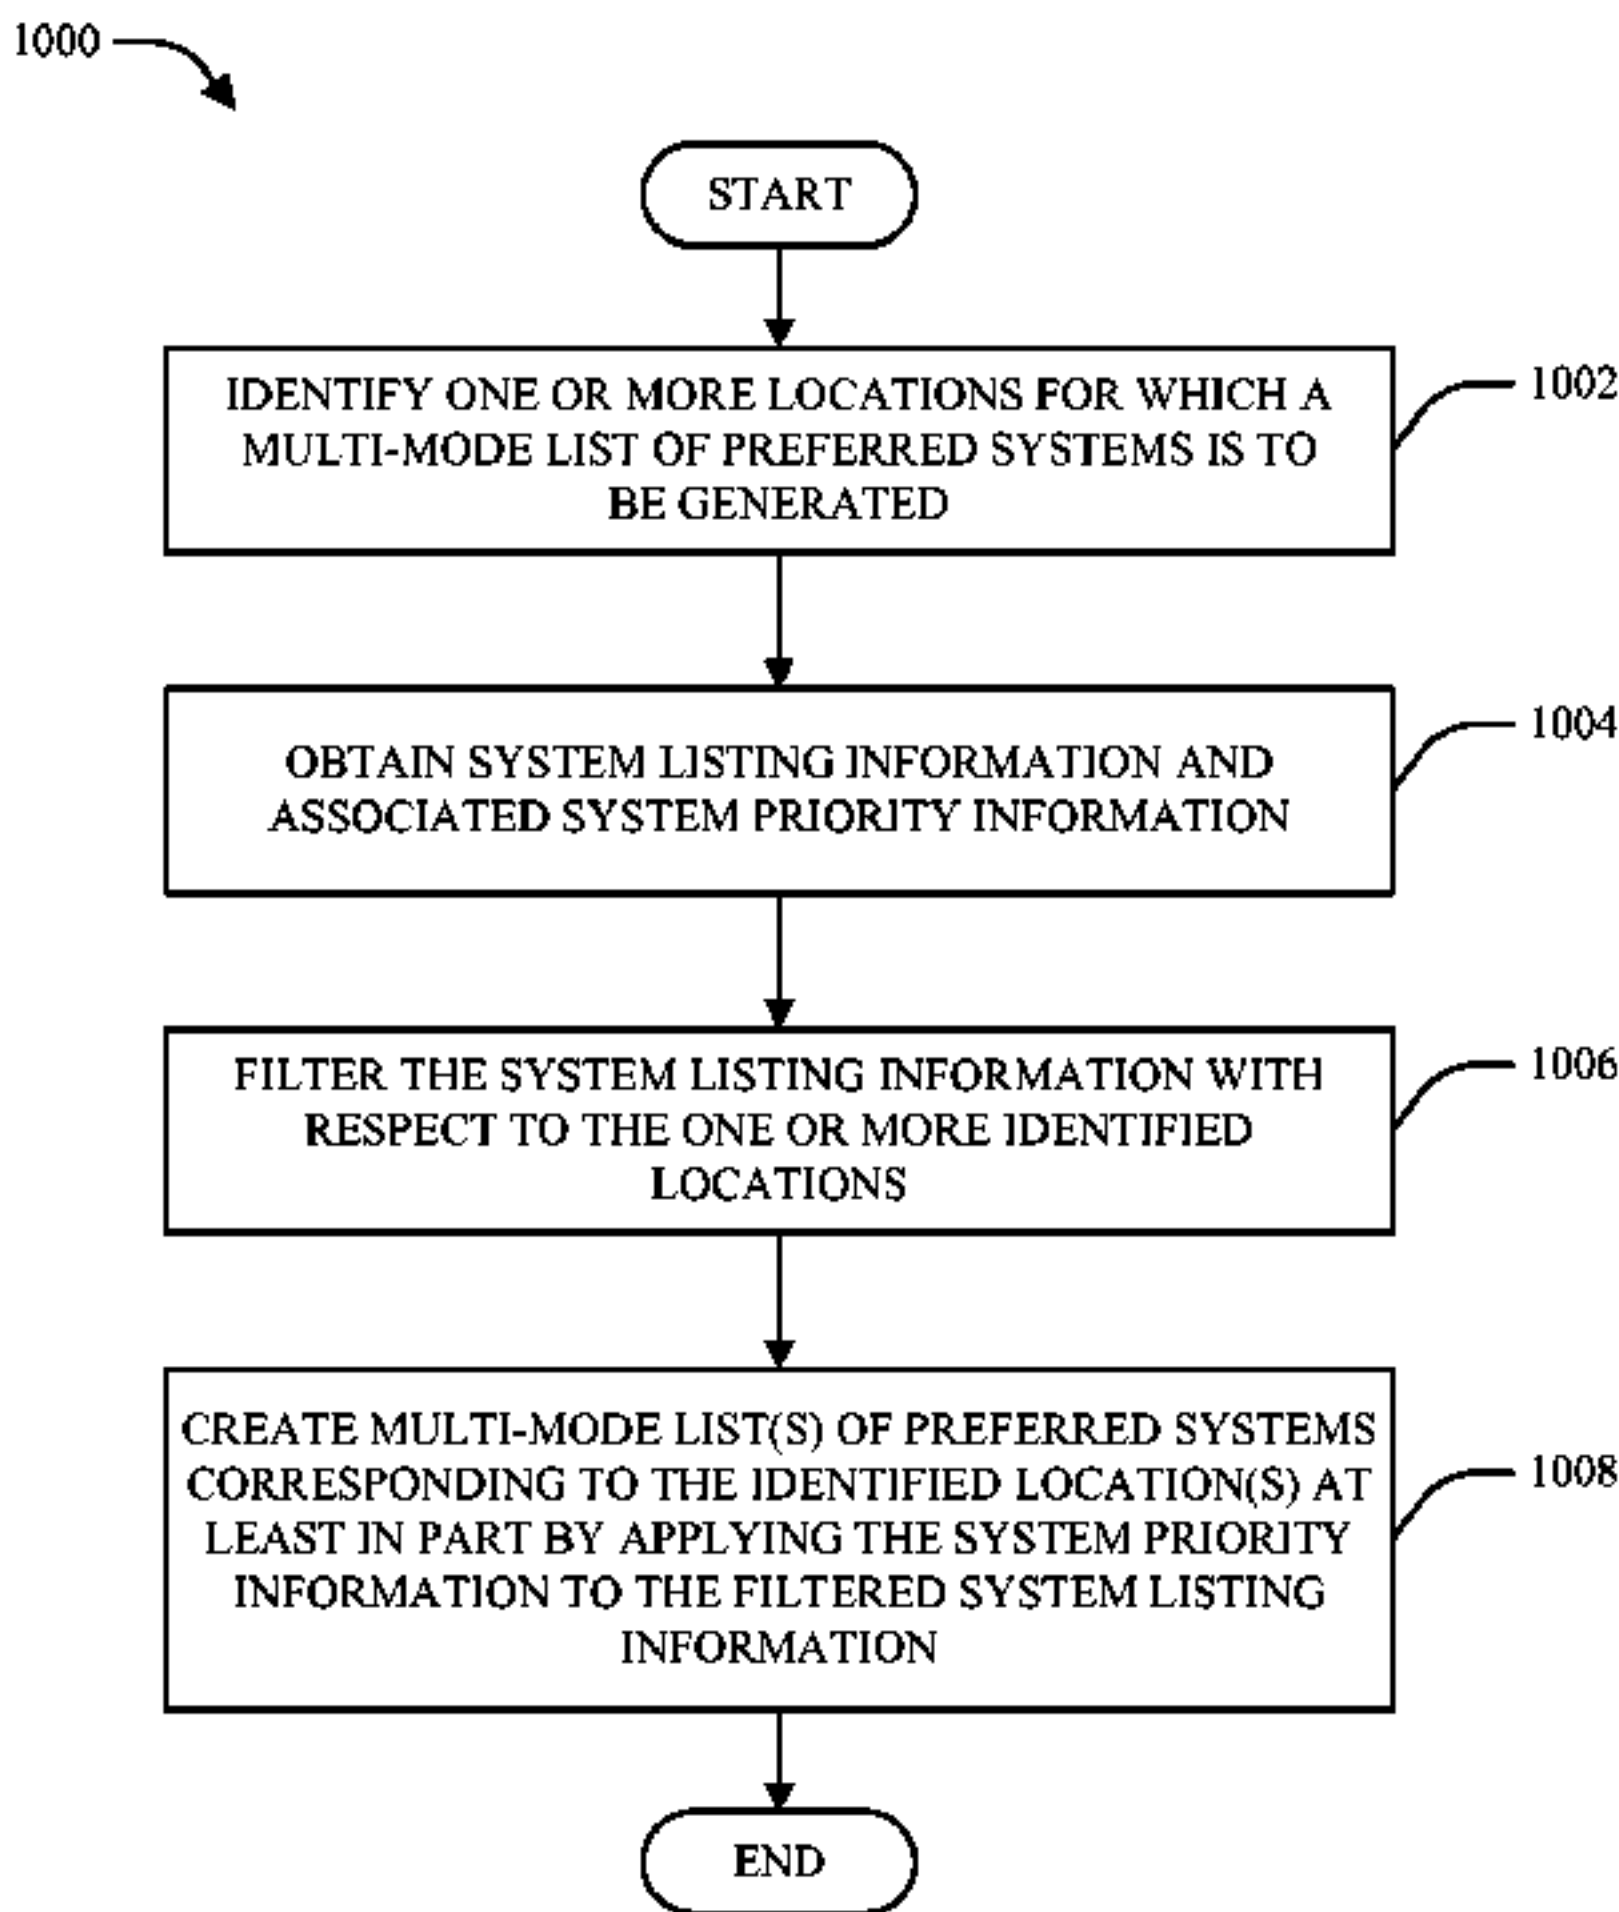 1000
START
IDENTIFY ONE OR MORE LOCATIONS FOR WHICH A
MULTI-MODE LIST OF PREFERRED SYSTEMS IS TO
BE GENERATED
1002
OBTAIN SYSTEM LISTING INFORMATION AND
ASSOCIATED SYSTEM PRIORITY INFORMATION
1004
FILTER THE SYSTEM LISTING INFORMATION WITH
RESPECT TO THE ONE OR MORE IDENTIFIED
LOCATIONS
1006
CREATE MULTI-MODE LIST(S) OF PREFERRED SYSTEMS
CORRESPONDING TO THE IDENTIFIED LOCATION(S) AT
LEAST IN PART BY APPLYING THE SYSTEM PRIORITY
INFORMATION TO THE FILTERED SYSTEM LISTING
INFORMATION
1008
END